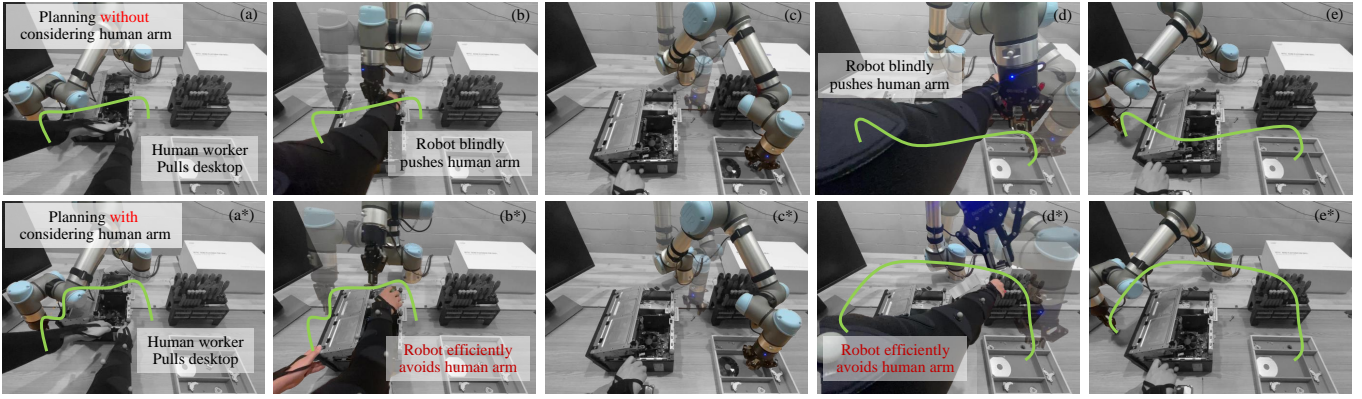 Planning without
considering human arm
(a)
Human worker
Pulls desktop
(b)
Robot blindly
pushes human arm
(c)
(d)
Robot blindly
pushes human arm
(e)
Planning with
considering human arm
(a*)
Human worker
Pulls desktop
(b*)
Robot efficiently
avoids human arm
(c*)
(d*)
Robot efficiently
avoids human arm
(e*)